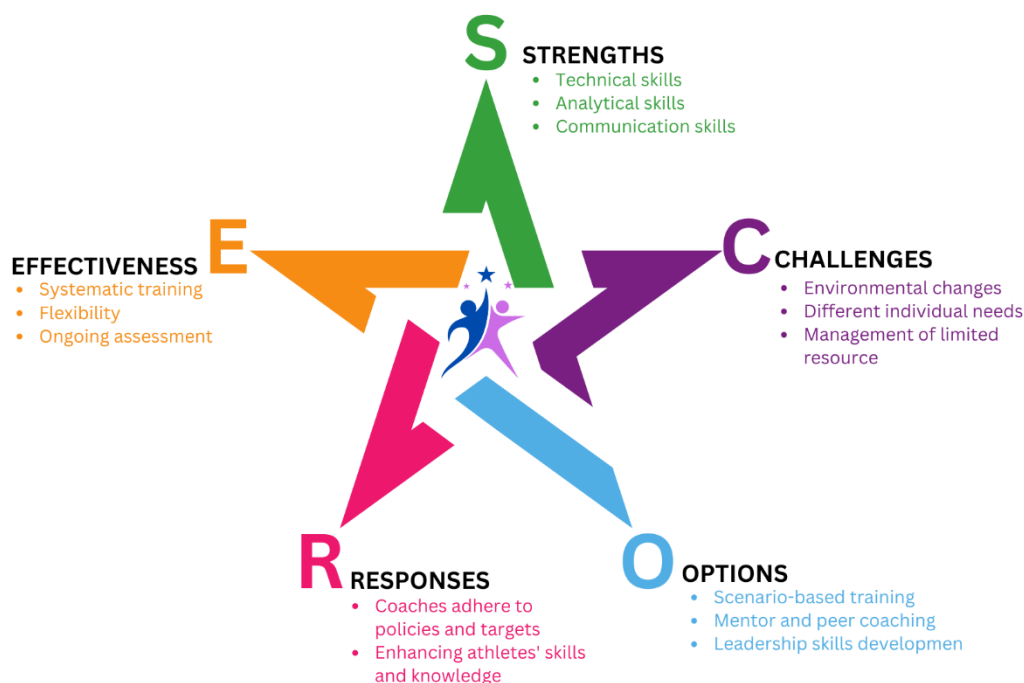 S
STRENGTHS
• Technical skills
• Analytical skills
• Communication skills
C
CHALLENGES
• Environmental changes
• Different individual needs
• Management of limited
resource
O
OPTIONS
• Scenario-based training
• Mentor and peer coaching
• Leadership skills developmen
R
RESPONSES
• Coaches adhere to
policies and targets
• Enhancing athletes' skills
and knowledge
E
EFFECTIVENESS
• Systematic training
• Flexibility
• Ongoing assessment